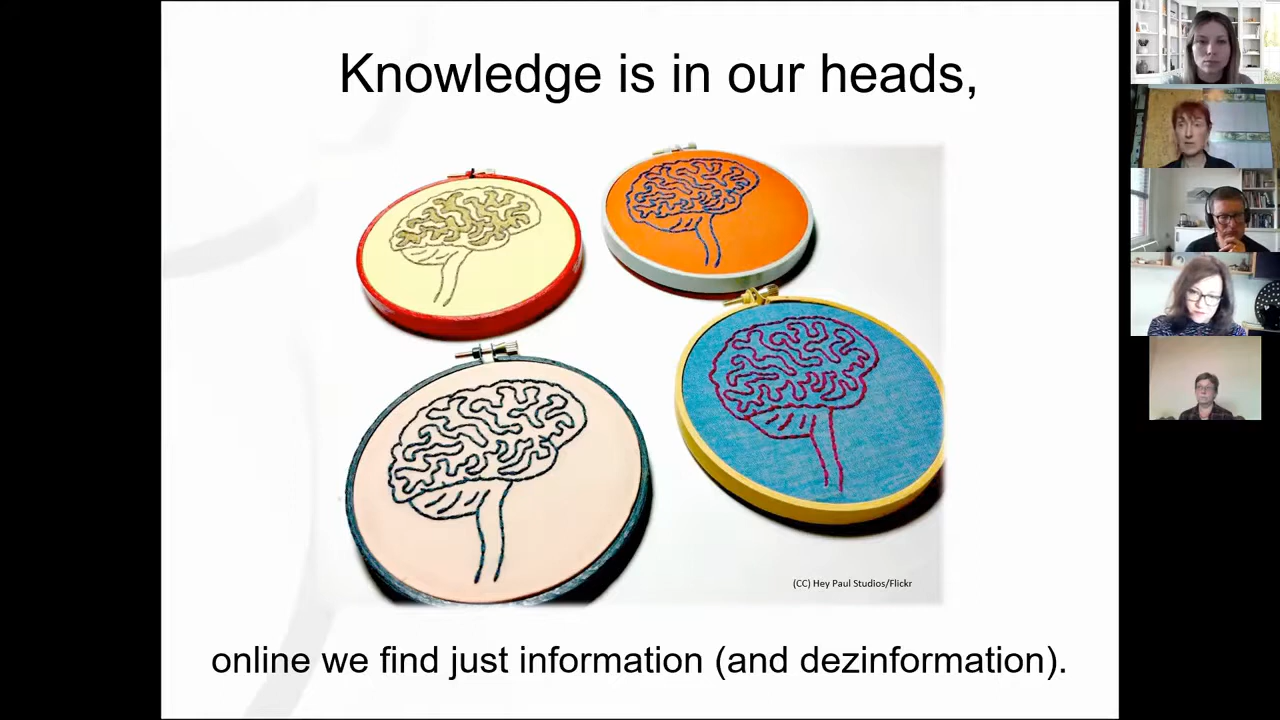 Knowledge is in our heads,
(CC) Hey Paul Studios/Flickr
online we find just information (and dezinformation).